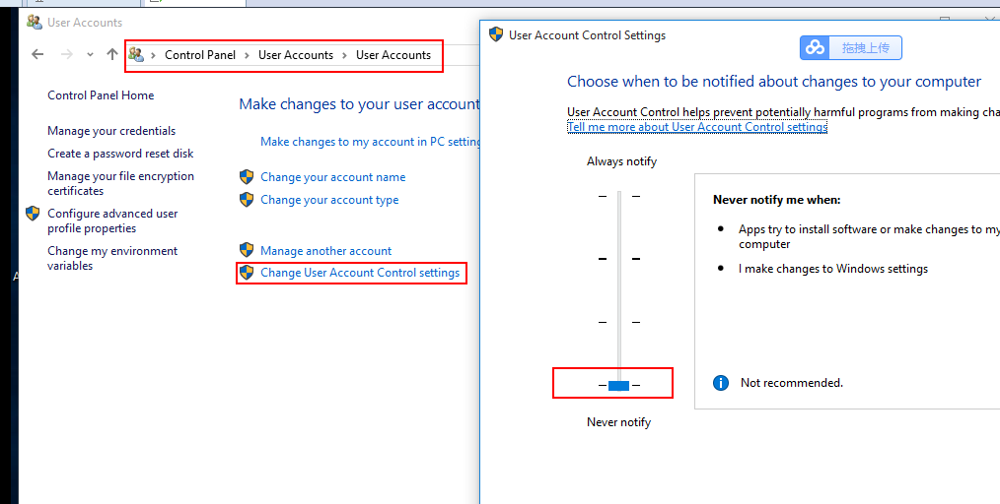 User Accounts
Control Panel > User Accounts > User Accounts
Control Panel Home
Manage your credentials
Create a password reset disk
Manage your file encryption
certificates
Configure advanced user
profile properties
Change my environment
variables
Make changes to your user account
Make changes to my account in PC setting
Change your account name
Change your account type
Manage another account
Change User Account Control settings
User Account Control Settings
拖拽上传
Choose when to be notified about changes to your computer
User Account Control helps prevent potentially harmful programs from making cha
Tell me more about User Account Control settings
Always notify
Never notify me when:
Apps try to install software or make changes to my
computer
I make changes to Windows settings
Not recommended.
Never notify